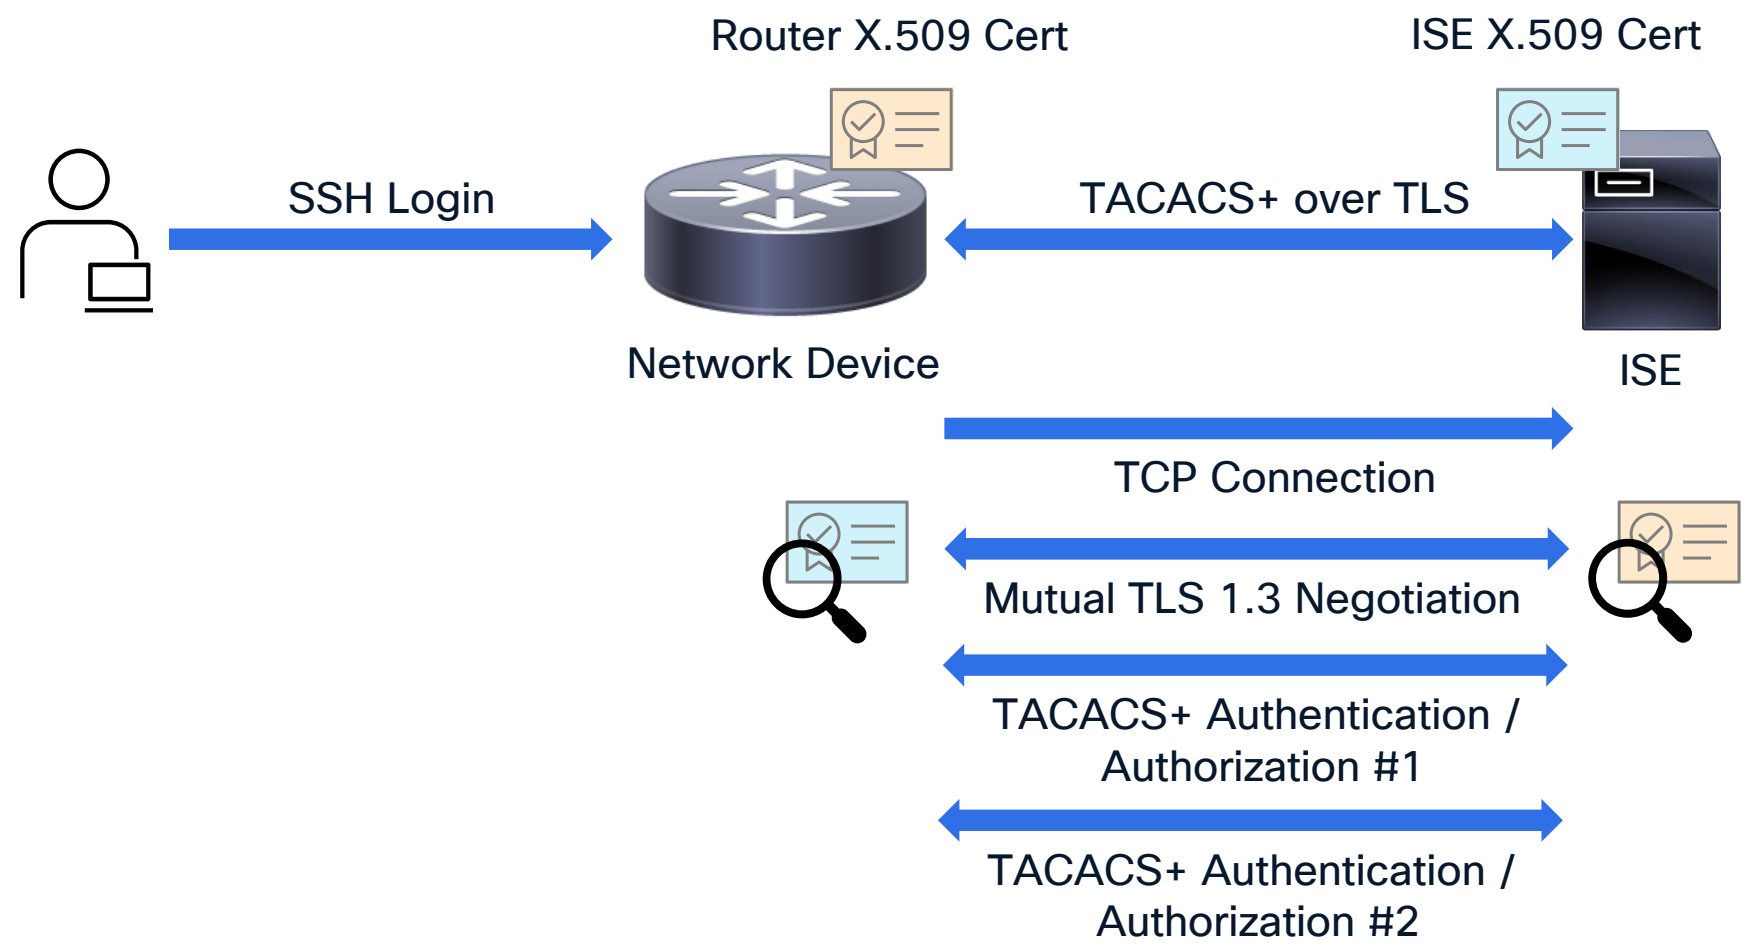 Router X.509 Cert
ISE X.509 Cert
SSH Login
TACACS+ over TLS
Network Device
ISE
TCP Connection
Mutual TLS 1.3 Negotiation
TACACS+ Authentication /
Authorization #1
TACACS+ Authentication /
Authorization #2